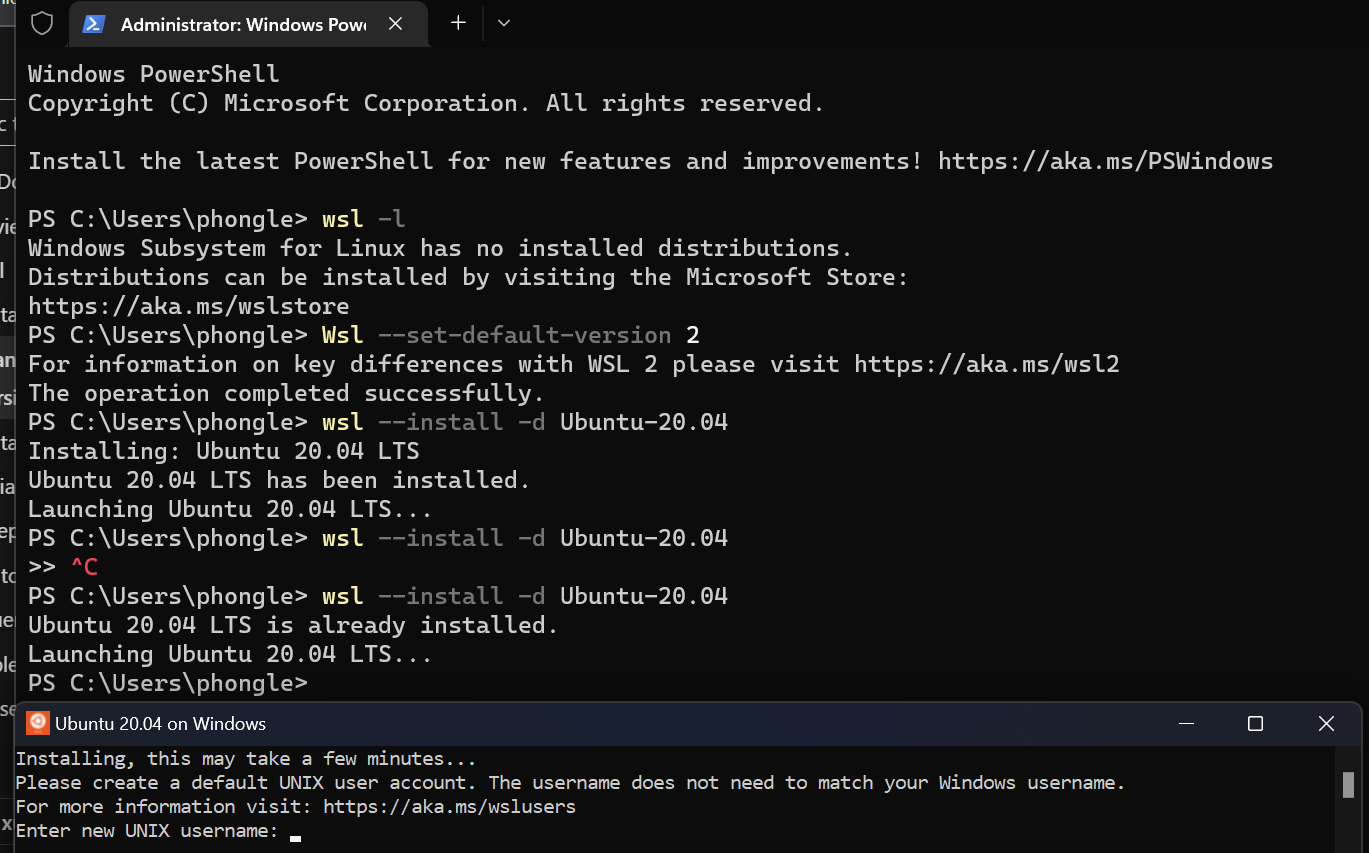 Administrator: Windows Powe
Windows PowerShell
Copyright (C) Microsoft Corporation. All rights reserved.
Install the latest PowerShell for new features and improvements! https://aka.ms/PSWindows
PS C:\Users\phongle> wsl -l
Windows Subsystem for Linux has no installed distributions.
Distributions can be installed by visiting the Microsoft Store:
https://aka.ms/wslstore
PS C:\Users\phongle> Wsl --set-default-version 2
For information on key differences with WSL 2 please visit https://aka.ms/wsl2
The operation completed successfully.
PS C:\Users\phongle> wsl --install -d Ubuntu-20.04
Installing: Ubuntu 20.04 LTS
Ubuntu 20.04 LTS has been installed.
Launching Ubuntu 20.04 LTS...
PS C:\Users\phongle> wsl --install -d Ubuntu-20.04
>> ^C
PS C:\Users\phongle> wsl --install -d Ubuntu-20.04
Ubuntu 20.04 LTS is already installed.
Launching Ubuntu 20.04 LTS...
PS C:\Users\phongle>
Ubuntu 20.04 on Windows
Installing, this may take a few minutes...
Please create a default UNIX user account. The username does not need to match your Windows username.
For more information visit: https://aka.ms/wslusers
Enter new UNIX username: